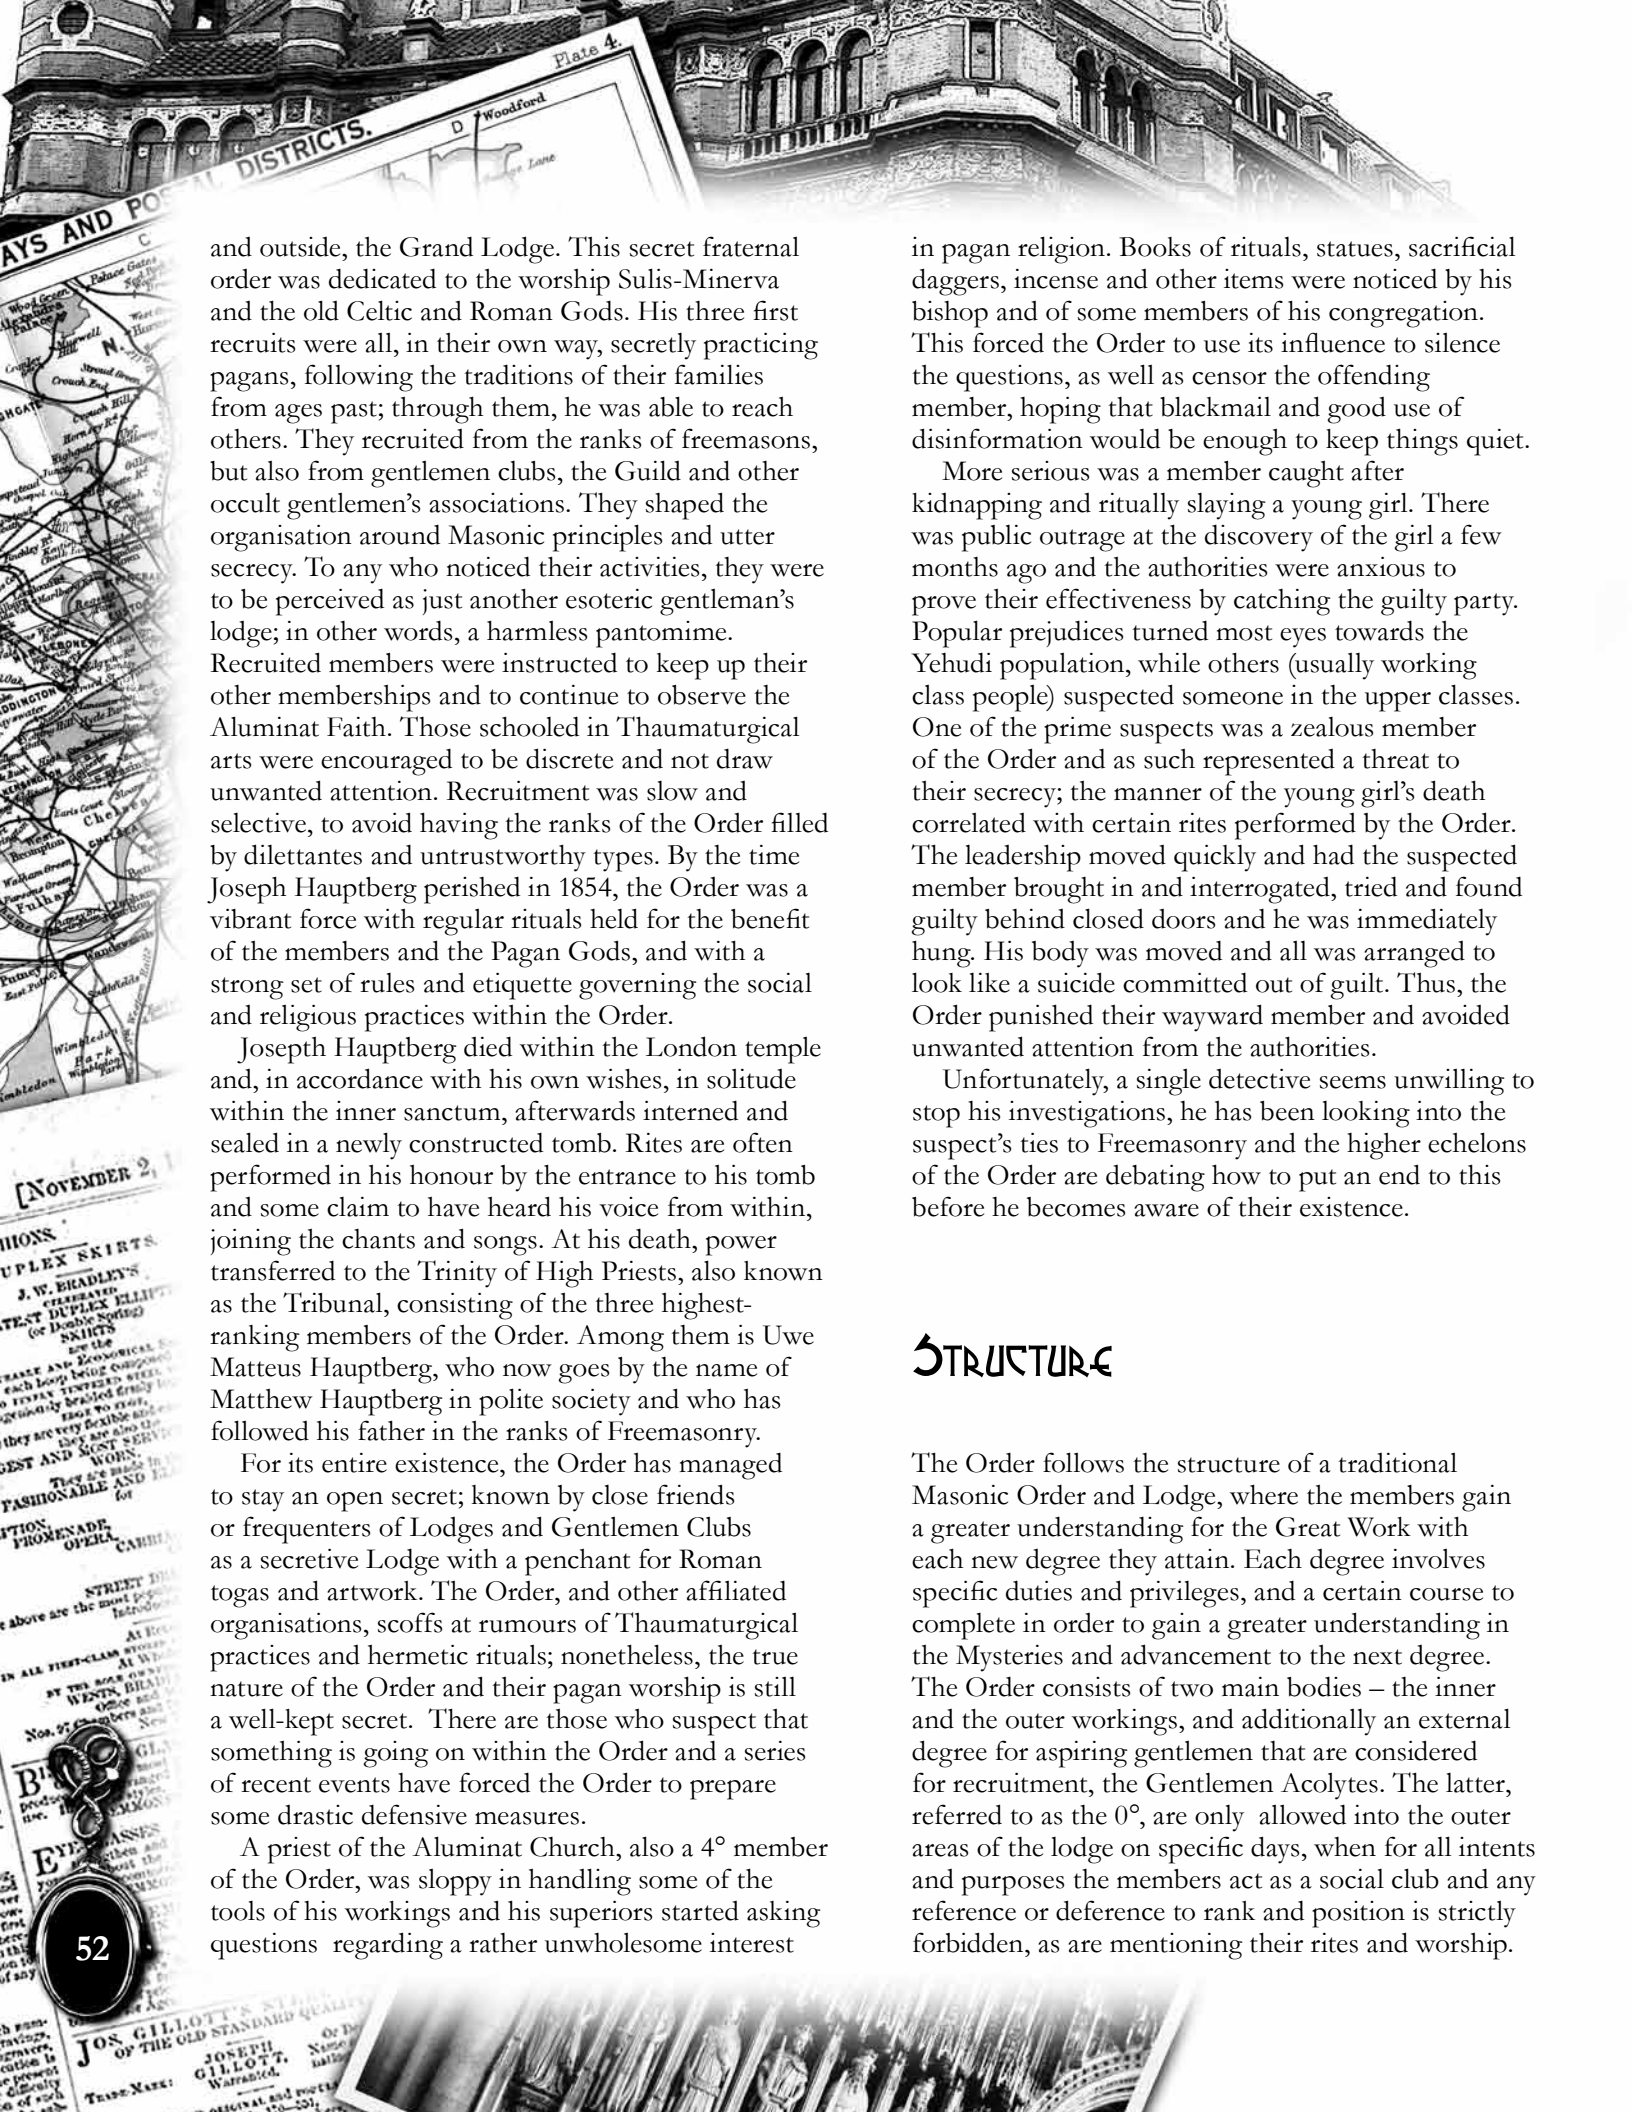 Plate 4.
AYS AND POSTAL DISTRICTS.
D
Woodford
C
and outside, the Grand Lodge. This secret fraternal
order was dedicated to the worship Sulis-Minerva
and the old Celtic and Roman Gods. His three first
recruits were all, in their own way, secretly practicing
pagans, following the traditions of their families
from ages past; through them, he was able to reach
others. They recruited from the ranks of freemasons,
but also from gentlemen clubs, the Guild and other
occult gentlemen's associations. They shaped the
organisation around Masonic principles and utter
secrecy. To any who noticed their activities, they were
to be perceived as just another esoteric gentleman's
lodge; in other words, a harmless pantomime.
Recruited members were instructed to keep up their
other memberships and to continue to observe the
Aluminat Faith. Those schooled in Thaumaturgical
arts were encouraged to be discrete and not draw
unwanted attention. Recruitment was slow and
selective, to avoid having the ranks of the Order filled
by dilettantes and untrustworthy types. By the time
Joseph Hauptberg perished in 1854, the Order was a
vibrant force with regular rituals held for the benefit
of the members and the Pagan Gods, and with a
strong set of rules and etiquette governing the social
and religious practices within the Order.
Josepth Hauptberg died within the London temple
and, in accordance with his own wishes, in solitude
within the inner sanctum, afterwards interned and
sealed in a newly constructed tomb. Rites are often
performed in his honour by the entrance to his tomb
and some claim to have heard his voice from within,
joining the chants and songs. At his death, power
transferred to the Trinity of High Priests, also known
as the Tribunal, consisting of the three highest-
ranking members of the Order. Among them is Uwe
Matteus Hauptberg, who now goes by the name of
Matthew Hauptberg in polite society and who has
followed his father in the ranks of Freemasonry.
For its entire existence, the Order has managed
to stay an open secret; known by close friends
or frequenters of Lodges and Gentlemen Clubs
as a secretive Lodge with a penchant for Roman
togas and artwork. The Order, and other affiliated
organisations, scoffs at rumours of Thaumaturgical
practices and hermetic rituals; nonetheless, the true
nature of the Order and their pagan worship is still
a well-kept secret. There are those who suspect that
something is going on within the Order and a series
of recent events have forced the Order to prepare
some drastic defensive measures.
A priest of the Aluminat Church, also a 4° member
of the Order, was sloppy in handling some of the
tools of his workings and his superiors started asking
questions regarding a rather unwholesome interest
in pagan religion. Books of rituals, statues, sacrificial
daggers, incense and other items were noticed by his
bishop and of some members of his congregation.
This forced the Order to use its influence to silence
the questions, as well as censor the offending
member, hoping that blackmail and good use of
disinformation would be enough to keep things quiet.
More serious was a member caught after
kidnapping and ritually slaying a young girl. There
was public outrage at the discovery of the girl a few
months ago and the authorities were anxious to
prove their effectiveness by catching the guilty party.
Popular prejudices turned most eyes towards the
Yehudi population, while others (usually working
class people) suspected someone in the upper classes.
One of the prime suspects was a zealous member
of the Order and as such represented a threat to
their secrecy; the manner of the young girl's death
correlated with certain rites performed by the Order.
The leadership moved quickly and had the suspected
member brought in and interrogated, tried and found
guilty behind closed doors and he was immediately
hung. His body was moved and all was arranged to
look like a suicide committed out of guilt. Thus, the
Order punished their wayward member and avoided
unwanted attention from the authorities.
Unfortunately, a single detective seems unwilling to
stop his investigations, he has been looking into the
suspect's ties to Freemasonry and the higher echelons
of the Order are debating how to put an end to this
before he becomes aware of their existence.
STRUCTURE
The Order follows the structure of a traditional
Masonic Order and Lodge, where the members gain
a greater understanding for the Great Work with
each new degree they attain. Each degree involves
specific duties and privileges, and a certain course to
complete in order to gain a greater understanding in
the Mysteries and advancement to the next degree.
The Order consists of two main bodies – the inner
and the outer workings, and additionally an external
degree for aspiring gentlemen that are considered
for recruitment, the Gentlemen Acolytes. The latter,
referred to as the 0°, are only allowed into the outer
areas of the lodge on specific days, when for all intents
and purposes the members act as a social club and any
reference or deference to rank and position is strictly
forbidden, as are mentioning their rites and worship.
[NOVEMBER 2,
J. W. BRADLEY'S
SKIRTS
are the
FASHIONABLE AND
PROMENADE,
OPERA,
52
JOS. GILLOTT'S
OF THE OLD STANDARD QUALITY
JOSEPH
GILLOTT,
Warranted.
TRADE MARK: